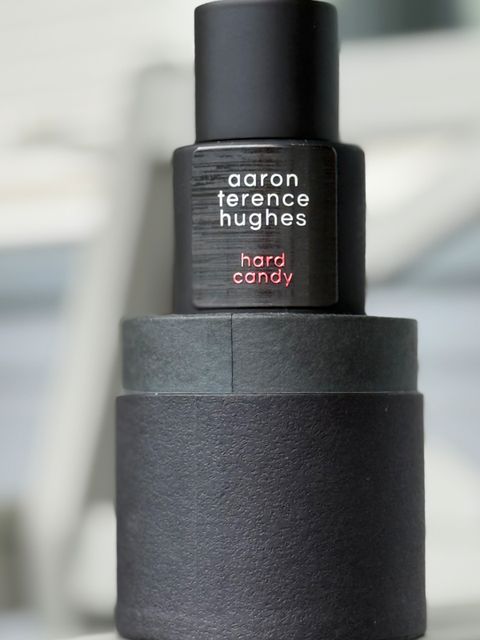 aaron
terence
hughes
hard
candy